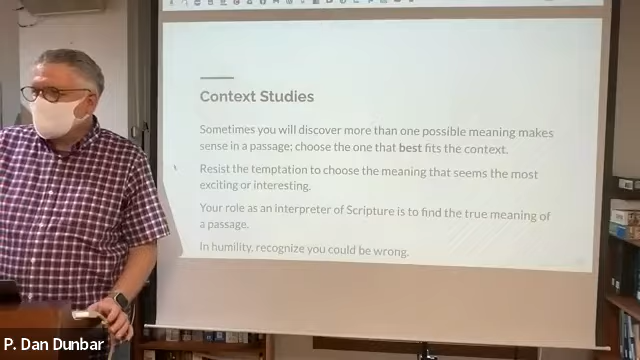 Context Studies
Sometimes you will discover more than one possible meaning makes
sense in a passage; choose the one that best fits the context.
Resist the temptation to choose the meaning that seems the most
exciting or interesting.
Your role as an interpreter of Scripture is to find the true meaning of
a passage.
In humility, recognize you could be wrong.
P. Dan Dunbar